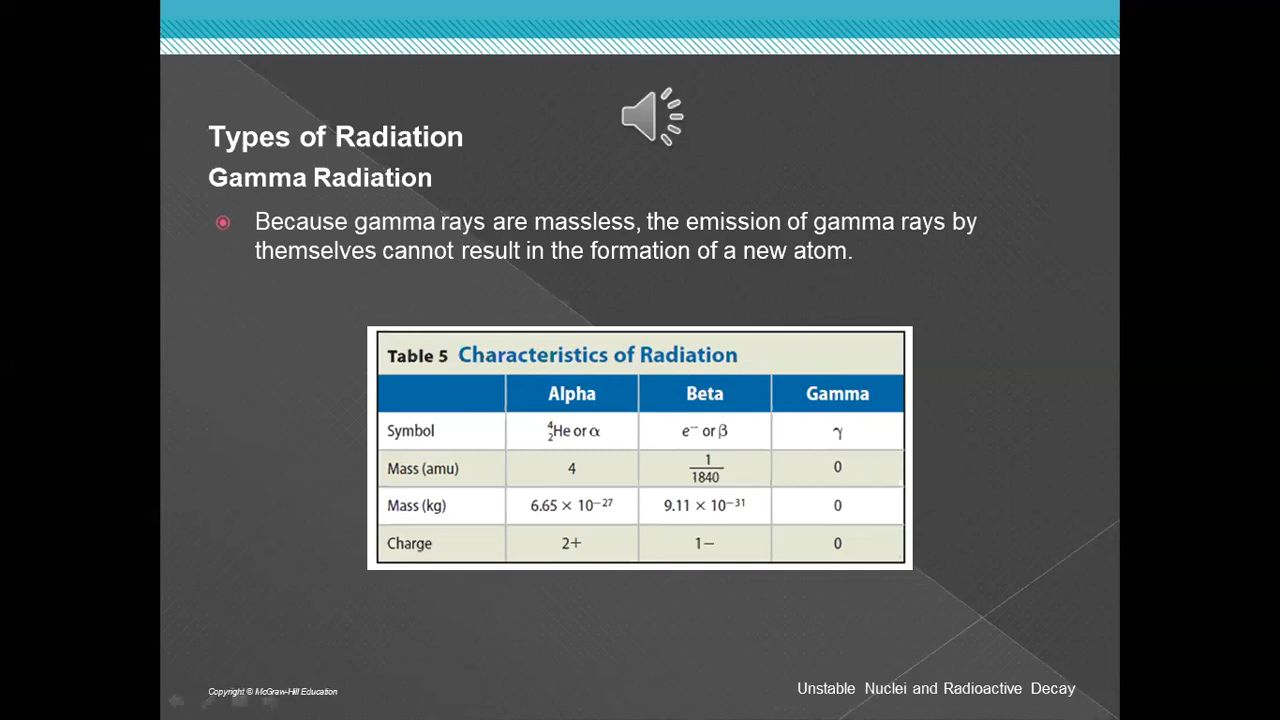 Types of Radiation
Gamma Radiation
Because gamma rays are massless, the emission of gamma rays by
themselves cannot result in the formation of a new atom.
Table 5 Characteristics of Radiation
Alpha Beta Gamma
Symbol ⁴₂He or α e⁻ or β γ
Mass (amu) 4 1/1840 0
Mass (kg) 6.65 × 10⁻²⁷ 9.11 × 10⁻³¹ 0
Charge 2+ 1− 0
Copyright © McGraw-Hill Education
Unstable Nuclei and Radioactive Decay